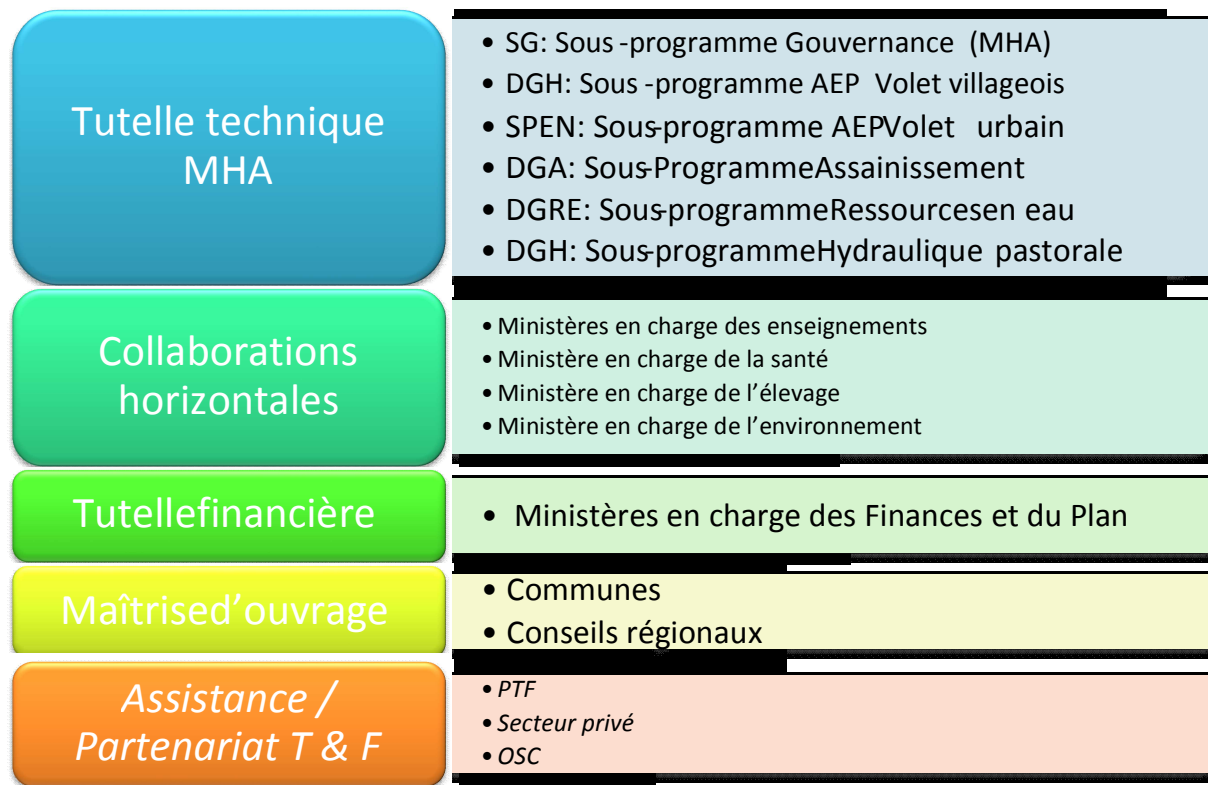 Tutelle technique
MHA
• SG: Sous -programme Gouvernance (MHA)
• DGH: Sous -programme AEP Volet villageois
• SPEN: Sous-programme AEPVolet urbain
• DGA: Sous-ProgrammeAssainissement
• DGRE: Sous-programmeRessourcesen eau
• DGH: Sous-programmeHydraulique pastorale
Collaborations
horizontales
• Ministères en charge des enseignements
• Ministère en charge de la santé
• Ministère en charge de l’élevage
• Ministère en charge de l’environnement
Tutellefinancière
• Ministères en charge des Finances et du Plan
Maîtrised’ouvrage
• Communes
• Conseils régionaux
Assistance /
Partenariat T & F
• PTF
• Secteur privé
• OSC